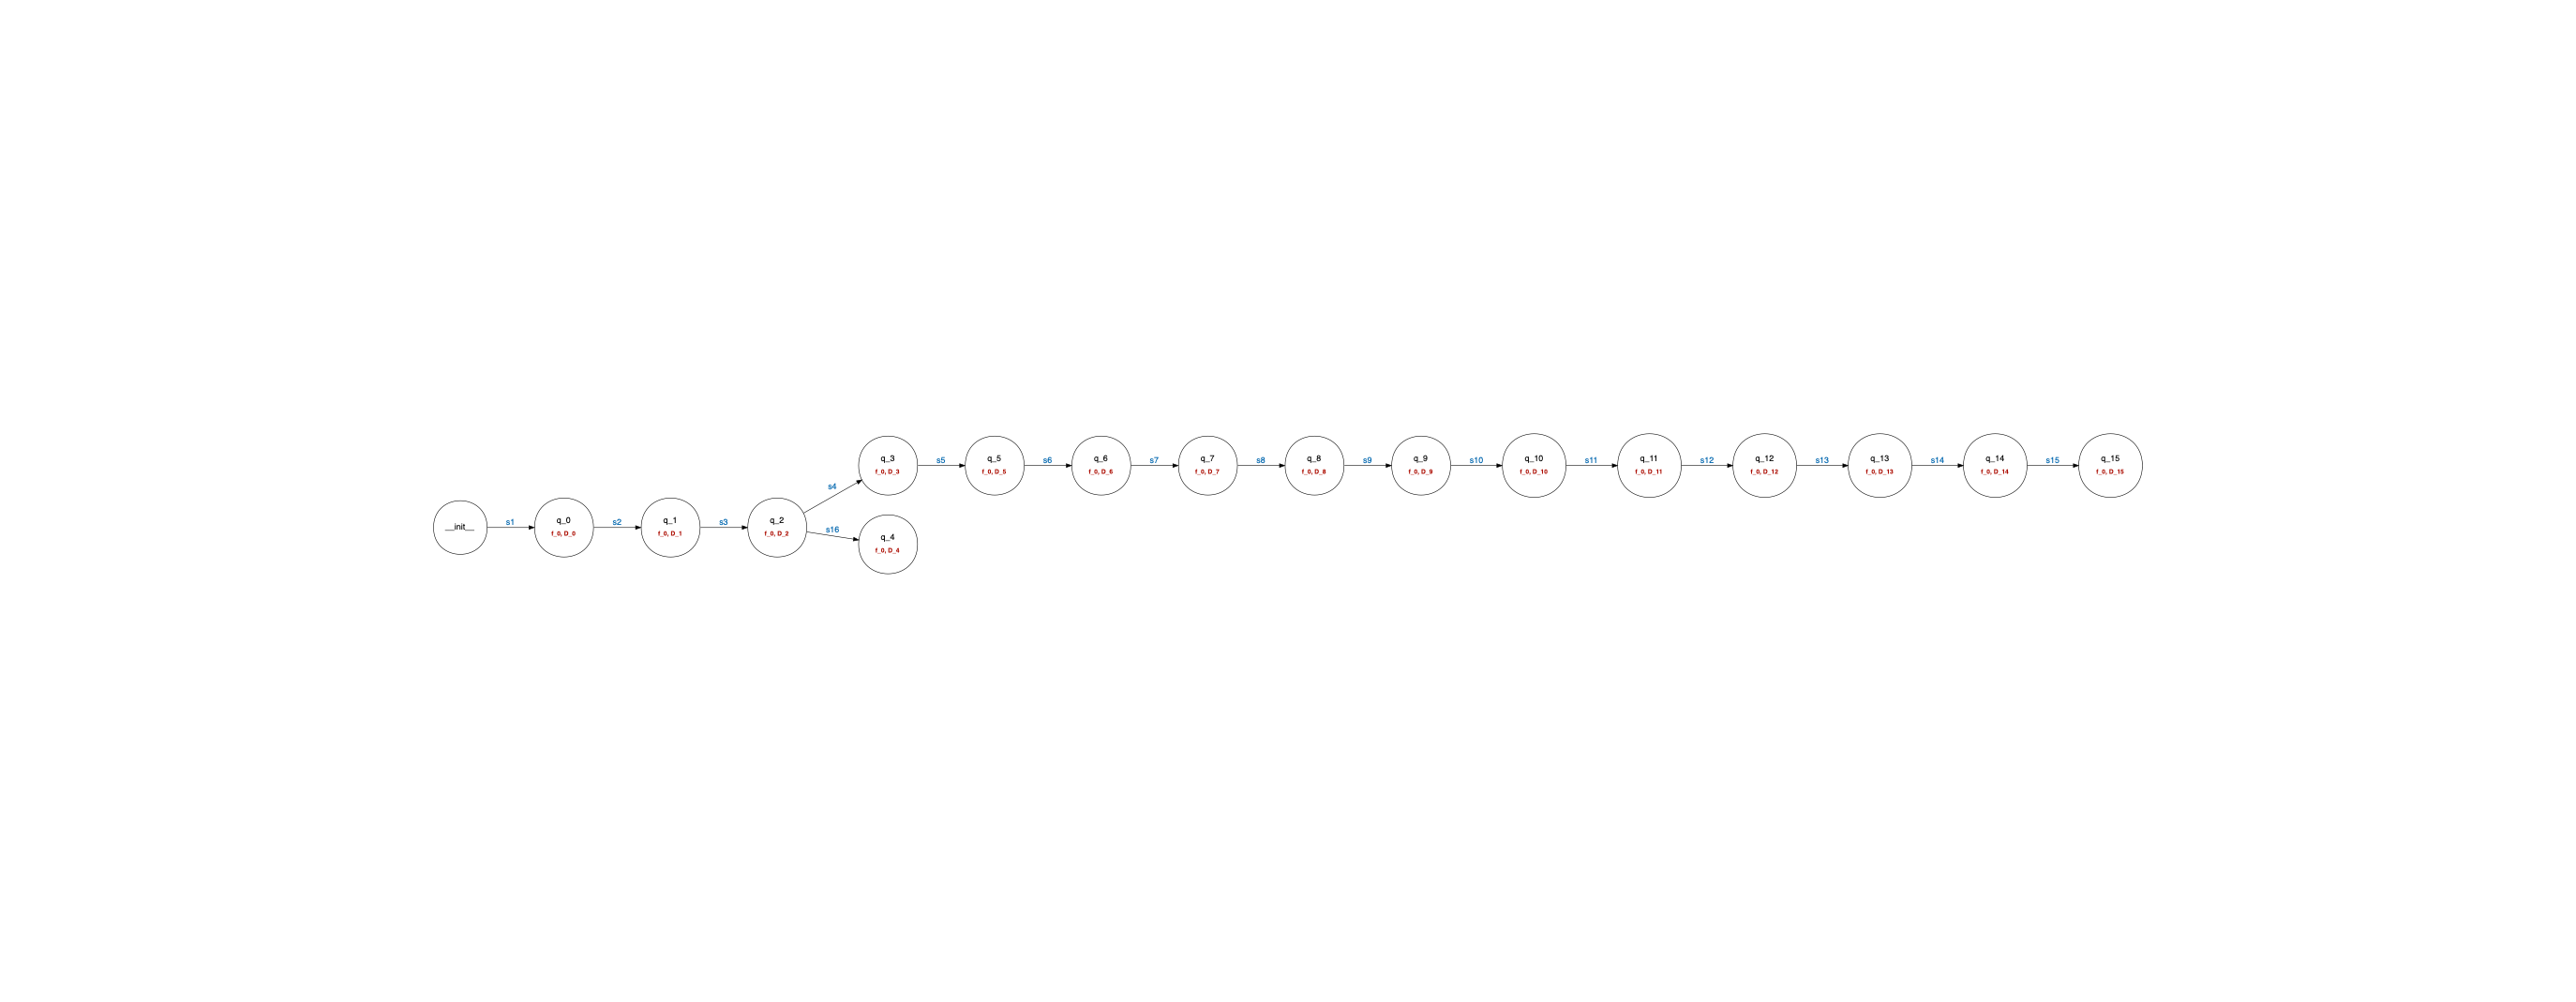 q_3
f_0, D_3
s5
q_5
f_0, D_5
s6
q_6
f_0, D_6
s7
q_7
f_0, D_7
s8
q_8
f_0, D_8
s9
q_9
f_0, D_9
s10
q_10
f_0, D_10
s11
q_11
f_0, D_11
s12
q_12
f_0, D_12
s13
q_13
f_0, D_13
s14
q_14
f_0, D_14
s15
q_15
f_0, D_15
s4
__init__
s1
q_0
f_0, D_0
s2
q_1
f_0, D_1
s3
q_2
f_0, D_2
s16
q_4
f_0, D_4